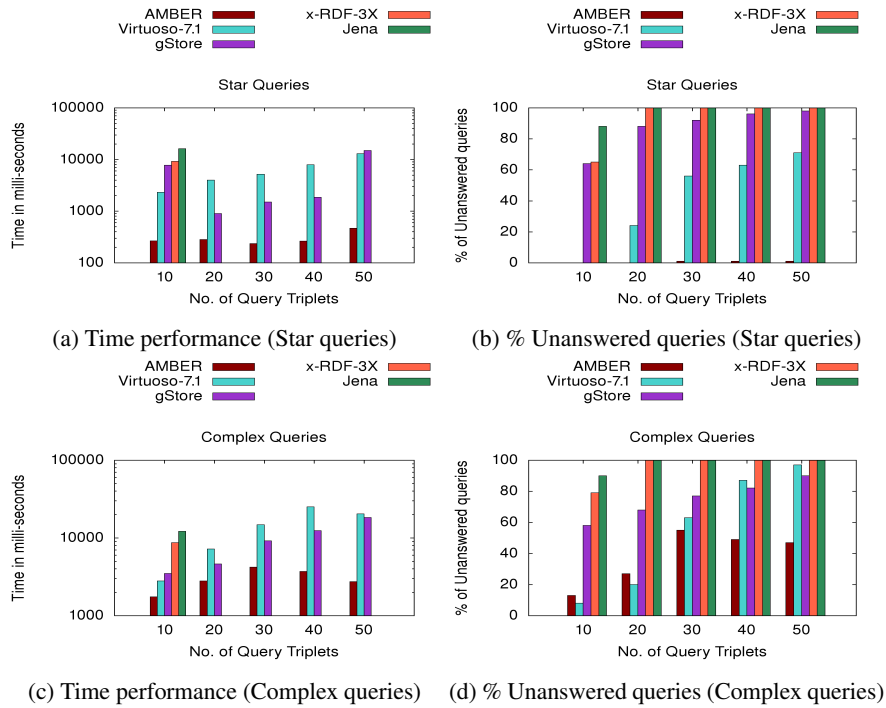 AMBER
Virtuoso-7.1
gStore
x-RDF-3X
Jena
Star Queries
Time in milli-seconds
100000
10000
1000
100
10 20 30 40 50
No. of Query Triplets
(a) Time performance (Star queries)
AMBER
Virtuoso-7.1
gStore
x-RDF-3X
Jena
Star Queries
% of Unanswered queries
100
80
60
40
20
0
10 20 30 40 50
No. of Query Triplets
(b) % Unanswered queries (Star queries)
AMBER
Virtuoso-7.1
gStore
x-RDF-3X
Jena
Complex Queries
Time in milli-seconds
100000
10000
1000
10 20 30 40 50
No. of Query Triplets
(c) Time performance (Complex queries)
AMBER
Virtuoso-7.1
gStore
x-RDF-3X
Jena
Complex Queries
% of Unanswered queries
100
80
60
40
20
0
10 20 30 40 50
No. of Query Triplets
(d) % Unanswered queries (Complex queries)